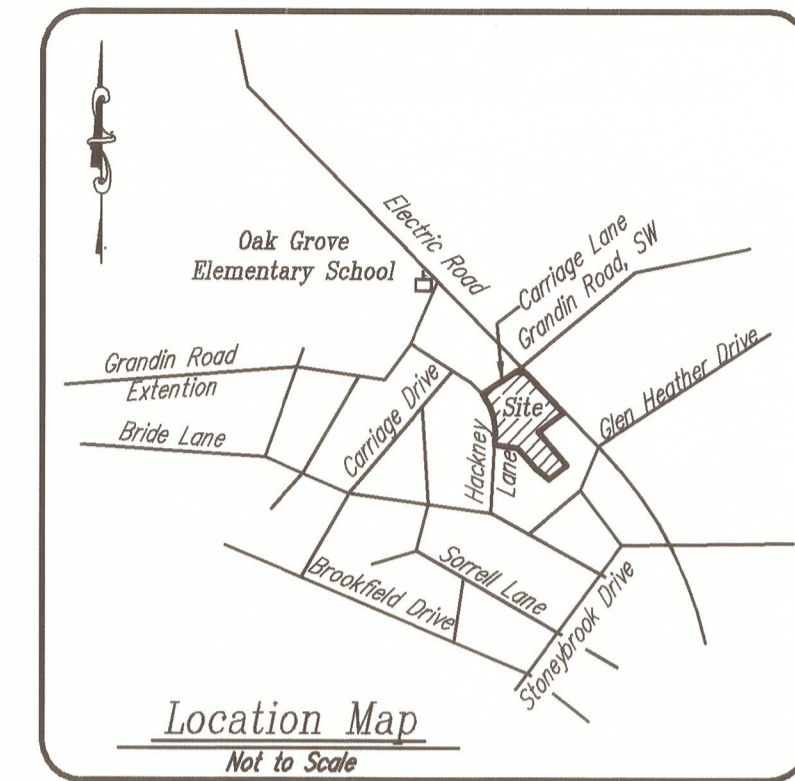 Electric Road
Oak Grove
Elementary School
Carriage Lane
Grandin Road, SW
Grandin Road
Extention
Bride Lane
Carriage Drive
Site
Glen Heather Drive
Hackney
Lane
Sorrell Lane
Brookfield Drive
Stoneybrook Drive
Location Map
Not to Scale